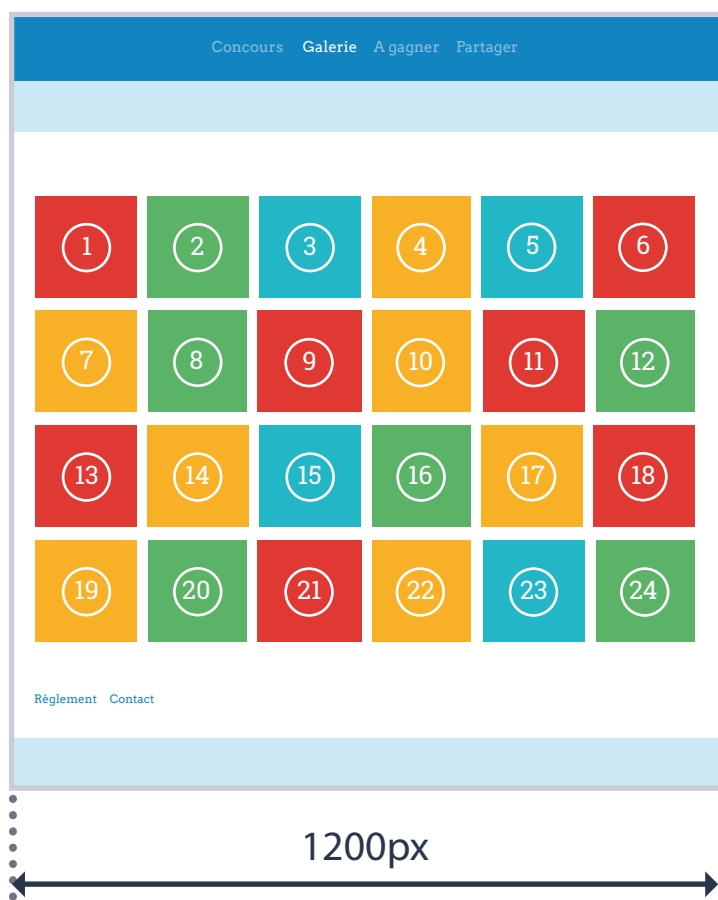 Concours Galerie A gagner Partager
1 2 3 4 5 6
7 8 9 10 11 12
13 14 15 16 17 18
19 20 21 22 23 24
Règlement Contact
1200px